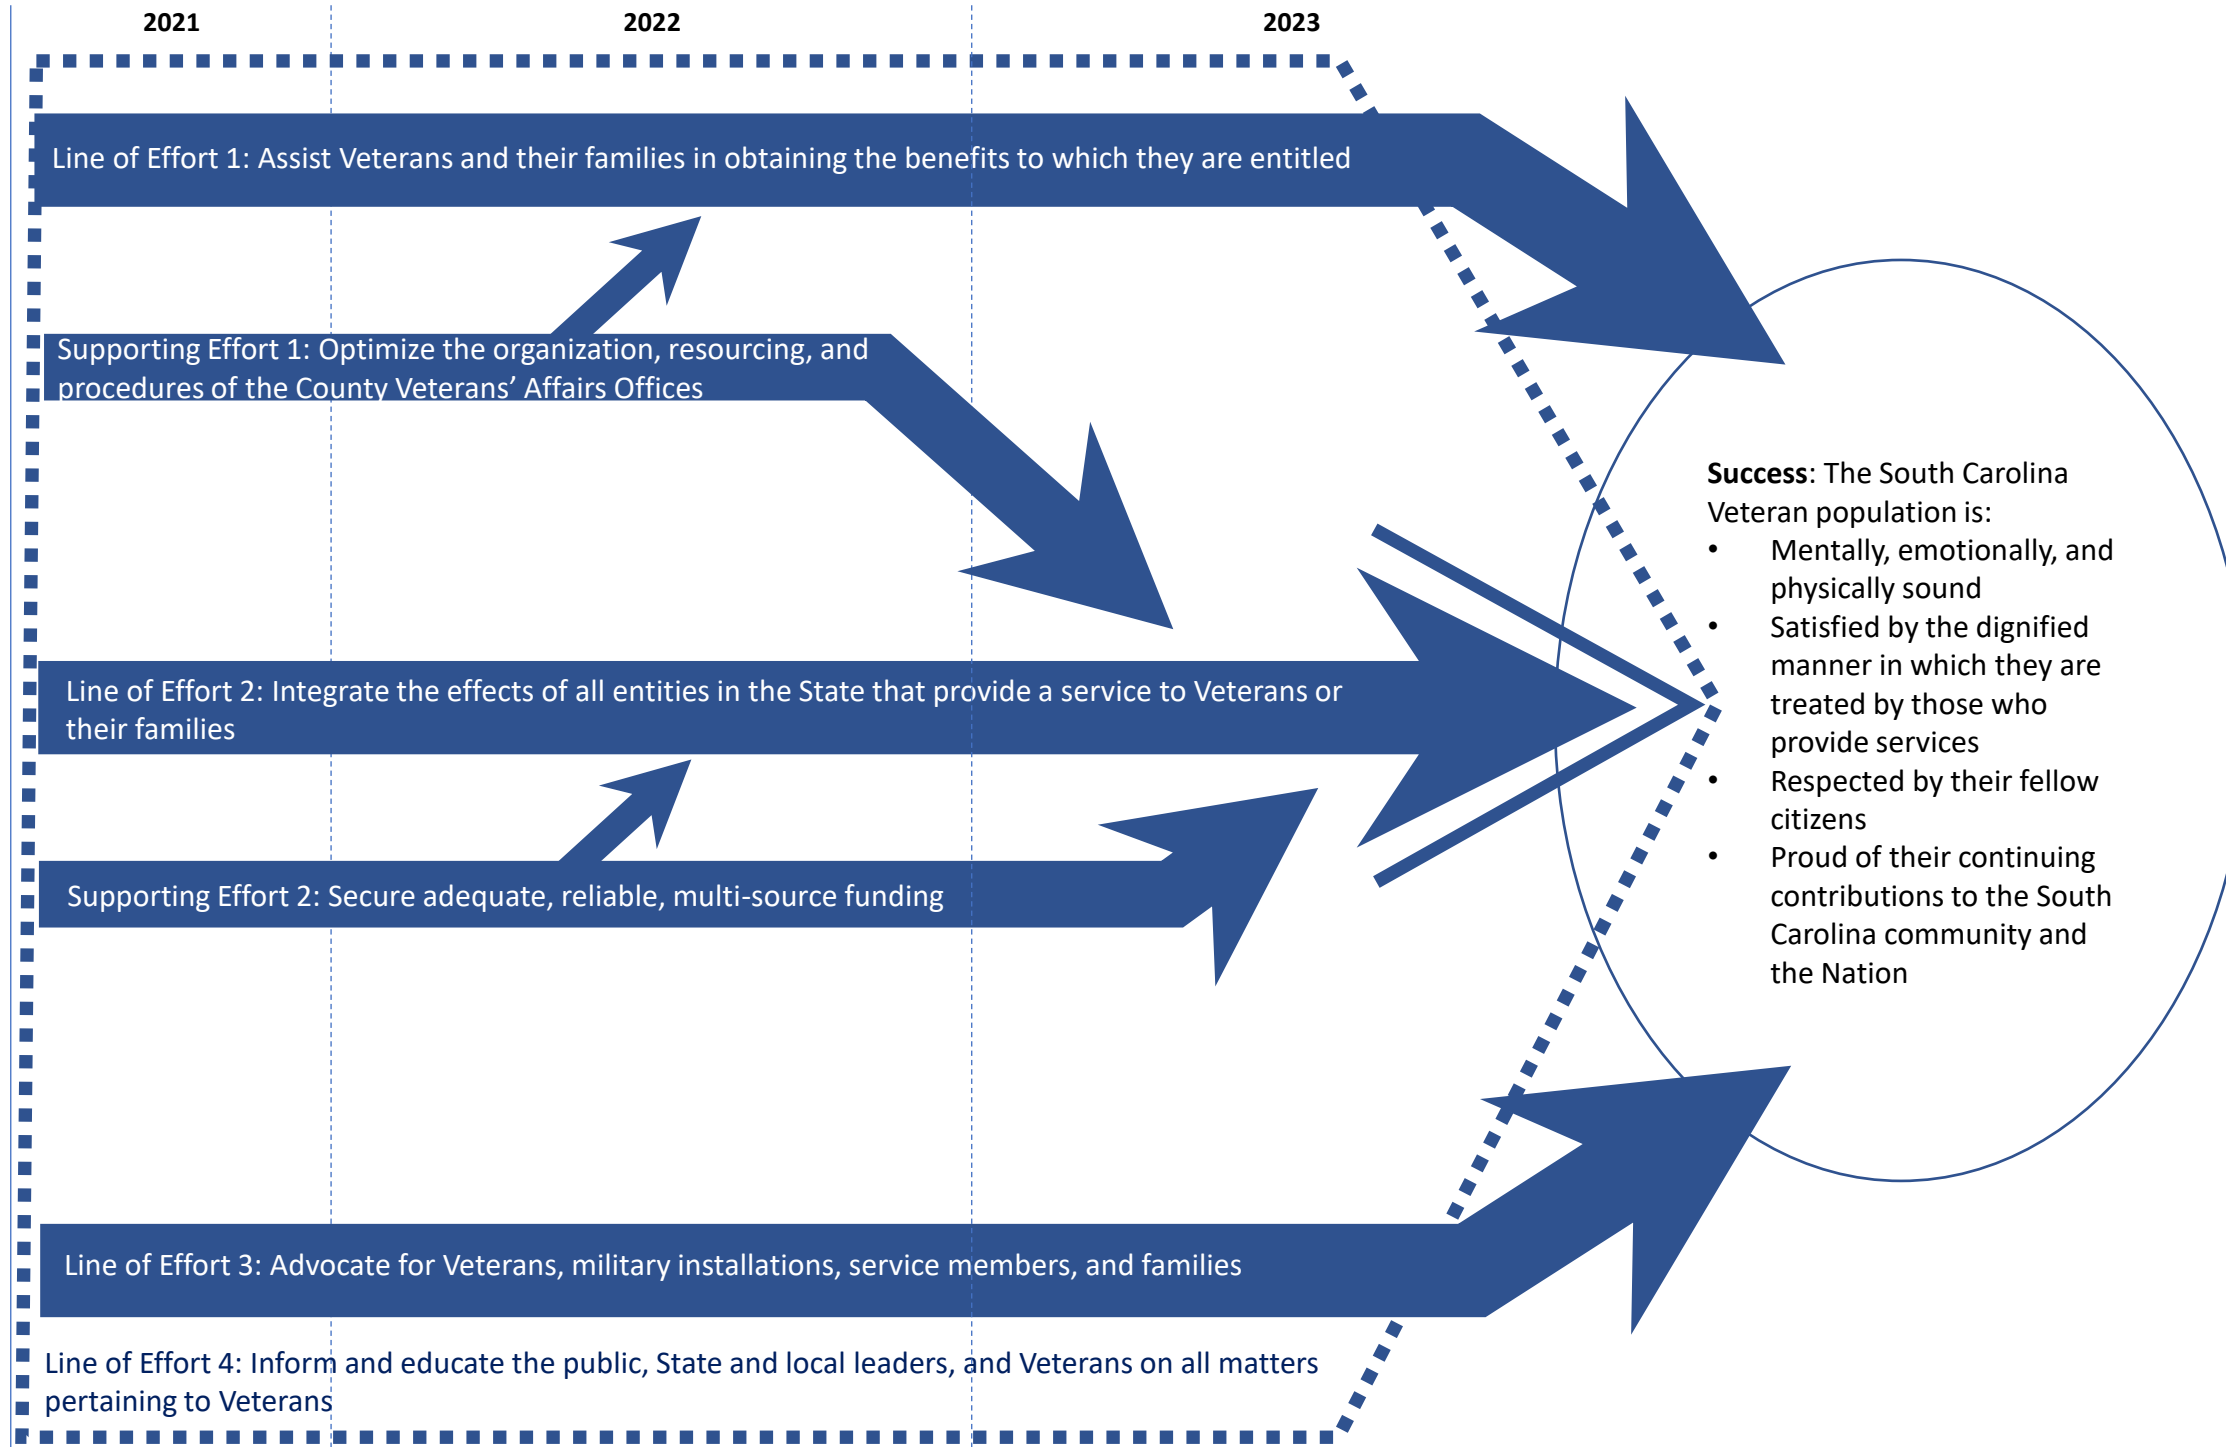 2021
2022
2023
Line of Effort 1: Assist Veterans and their families in obtaining the benefits to which they are entitled
Supporting Effort 1: Optimize the organization, resourcing, and
procedures of the County Veterans’ Affairs Offices
Line of Effort 2: Integrate the effects of all entities in the State that provide a service to Veterans or
their families
Supporting Effort 2: Secure adequate, reliable, multi-source funding
Line of Effort 3: Advocate for Veterans, military installations, service members, and families
Line of Effort 4: Inform and educate the public, State and local leaders, and Veterans on all matters
pertaining to Veterans
Success: The South Carolina
Veteran population is:
• Mentally, emotionally, and
physically sound
• Satisfied by the dignified
manner in which they are
treated by those who
provide services
• Respected by their fellow
citizens
• Proud of their continuing
contributions to the South
Carolina community and
the Nation